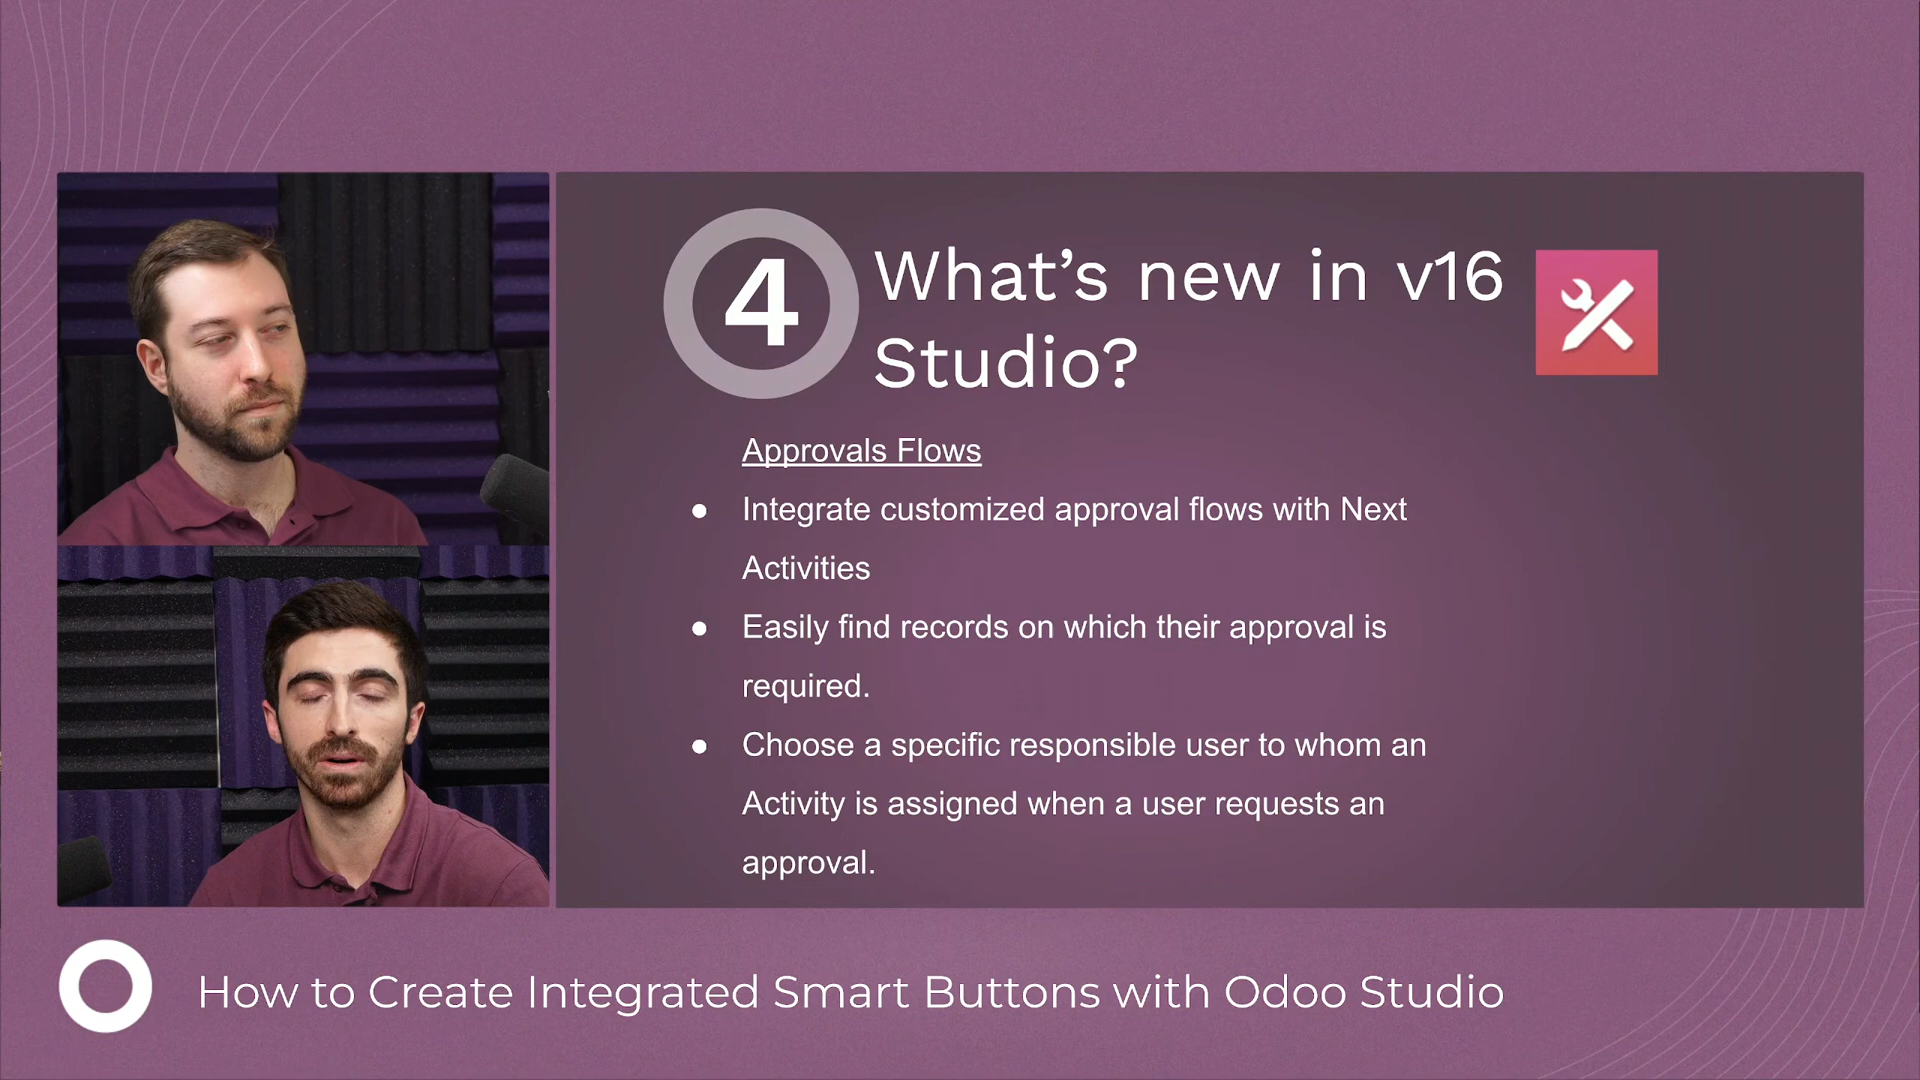 4
What’s new in v16
Studio?
Approvals Flows
● Integrate customized approval flows with Next
Activities
● Easily find records on which their approval is
required.
● Choose a specific responsible user to whom an
Activity is assigned when a user requests an
approval.
How to Create Integrated Smart Buttons with Odoo Studio